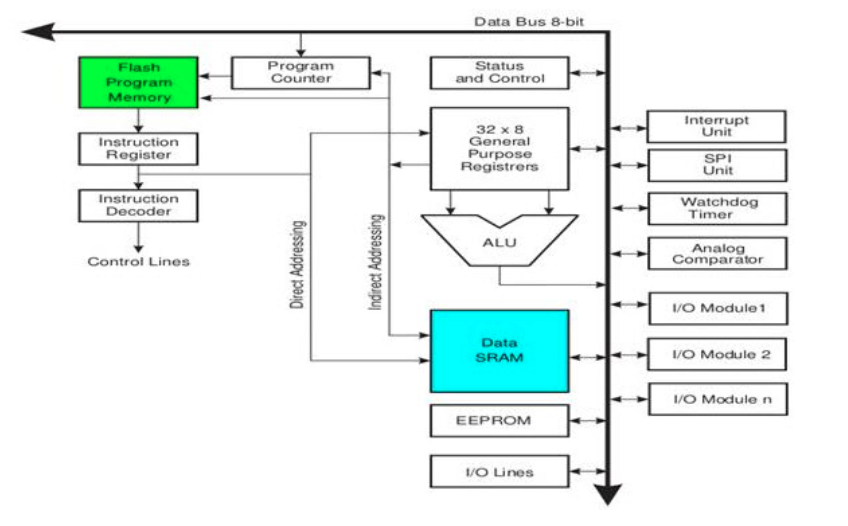 Data Bus 8-bit
Flash
Program
Memory
Program
Counter
Status
and Control
Instruction
Register
32 x 8
General
Purpose
Registrers
Interrupt
Unit
SPI
Unit
Instruction
Decoder
Watchdog
Timer
Control Lines
Direct Addressing
Indirect Addressing
ALU
Analog
Comparator
I/O Module1
Data
SRAM
I/O Module 2
I/O Module n
EEPROM
I/O Lines